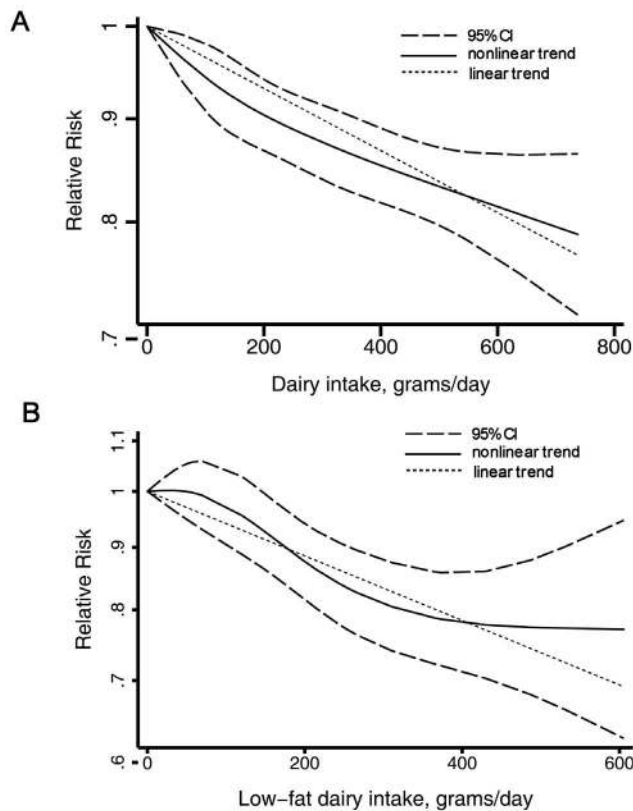 A
95%CI
nonlinear trend
linear trend
Relative Risk
1
.9
.8
.7
0 200 400 600 800
Dairy intake, grams/day
B
95%CI
nonlinear trend
linear trend
Relative Risk
1.1
1
.9
.8
.7
.6
0 200 400 600
Low-fat dairy intake, grams/day